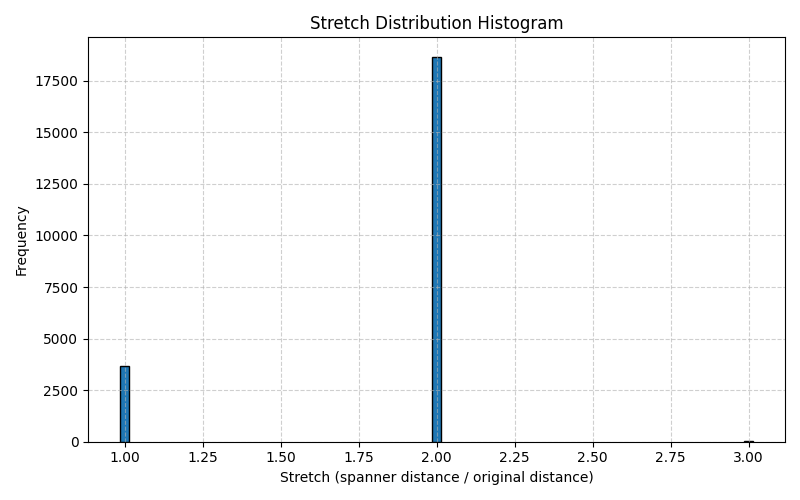 Stretch Distribution Histogram
Frequency
17500
15000
12500
10000
7500
5000
2500
0
1.00 1.25 1.50 1.75 2.00 2.25 2.50 2.75 3.00
Stretch (spanner distance / original distance)